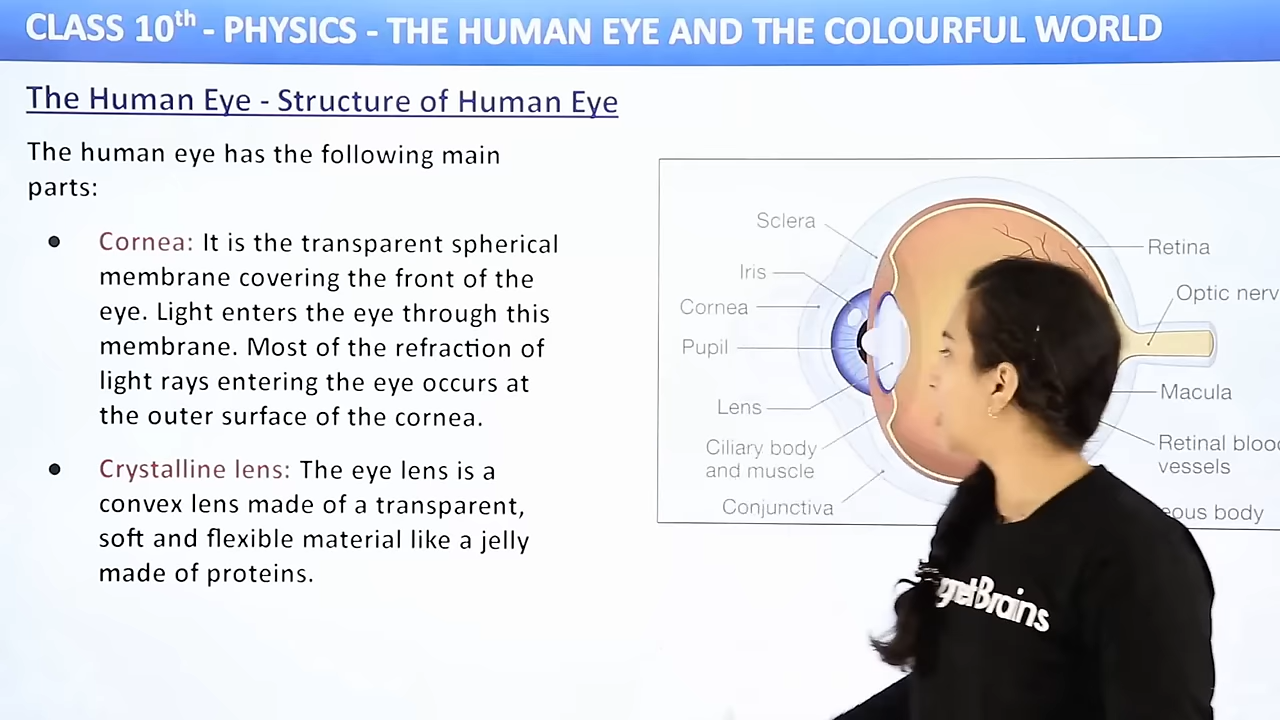 CLASS 10th - PHYSICS - THE HUMAN EYE AND THE COLOURFUL WORLD
The Human Eye - Structure of Human Eye
The human eye has the following main
parts:
● Cornea: It is the transparent spherical
membrane covering the front of the
eye. Light enters the eye through this
membrane. Most of the refraction of
light rays entering the eye occurs at
the outer surface of the cornea.
● Crystalline lens: The eye lens is a
convex lens made of a transparent,
soft and flexible material like a jelly
made of proteins.
Sclera
Iris
Cornea
Pupil
Lens
Ciliary body
and muscle
Conjunctiva
Retina
Optic
Macula
Retinal
vessels
body